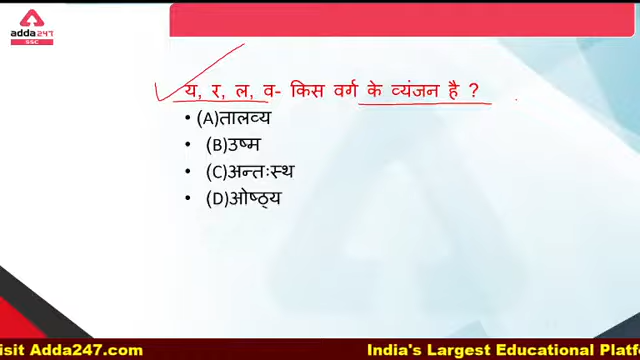 adda247
SSC
य, र, ल, व- किस वर्ग के व्यंजन है ?
• (A)तालव्य
• (B)उष्म
• (C)अन्तःस्थ
• (D)ओष्ठ्य
isit Adda247.com
India's Largest Educational Platf